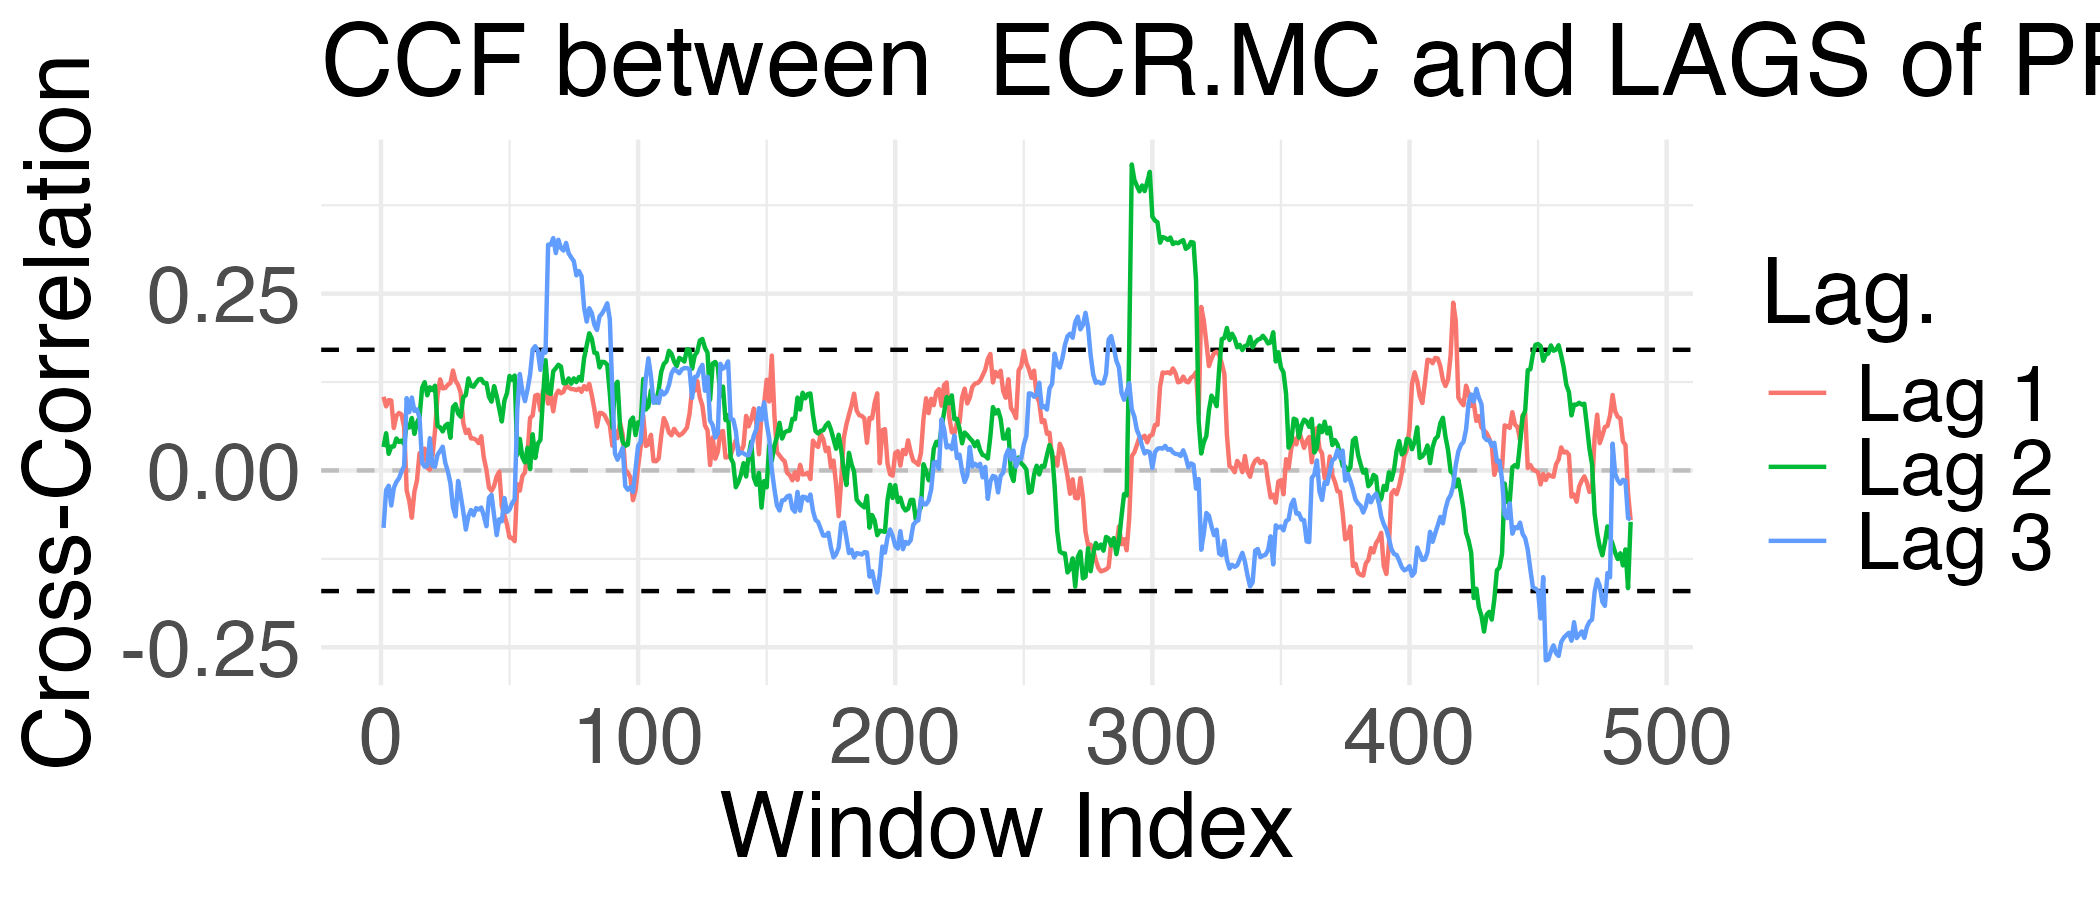 CCF between  ECR.MC and LAGS of
Cross-Correlation
0.25
0.00
-0.25
0 100 200 300 400 500
Window Index
Lag.
Lag 1
Lag 2
Lag 3